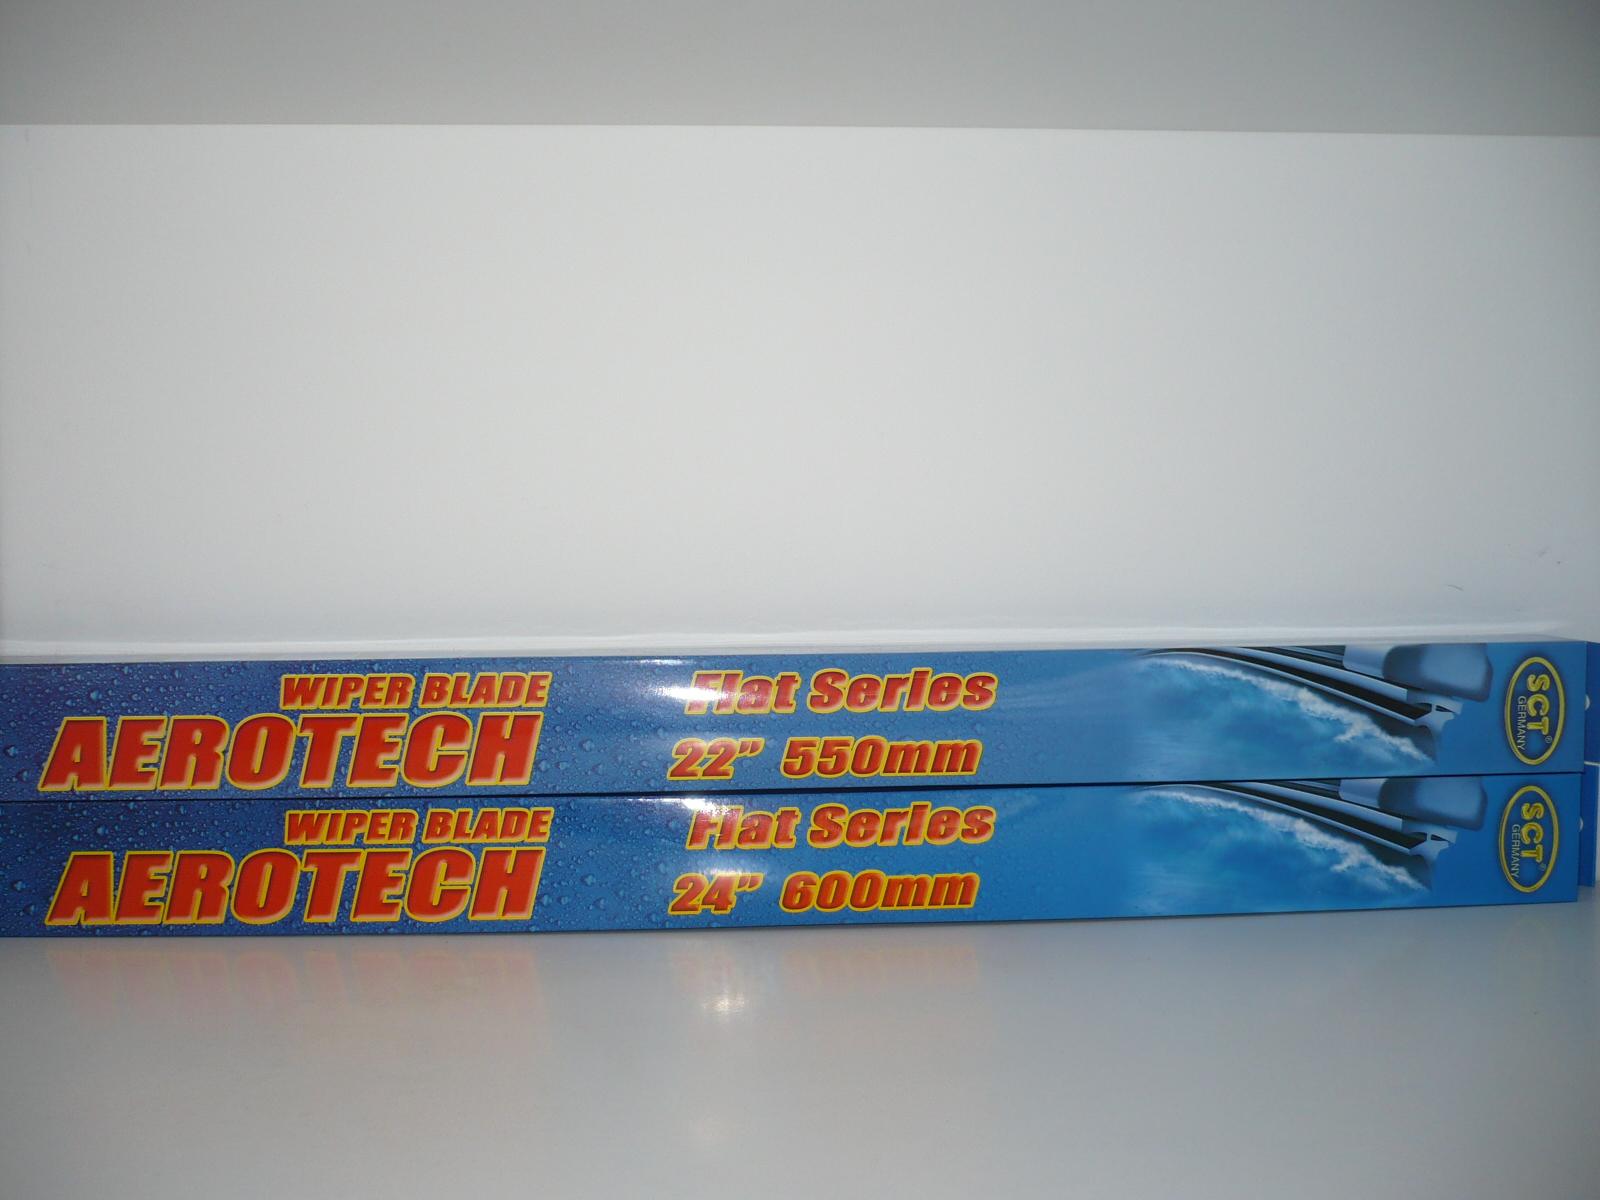 WIPER BLADE
AEROTECH
Flat Series
22" 550mm
SCT®
GERMANY
WIPER BLADE
AEROTECH
Flat Series
24" 600mm
SCT®
GERMANY